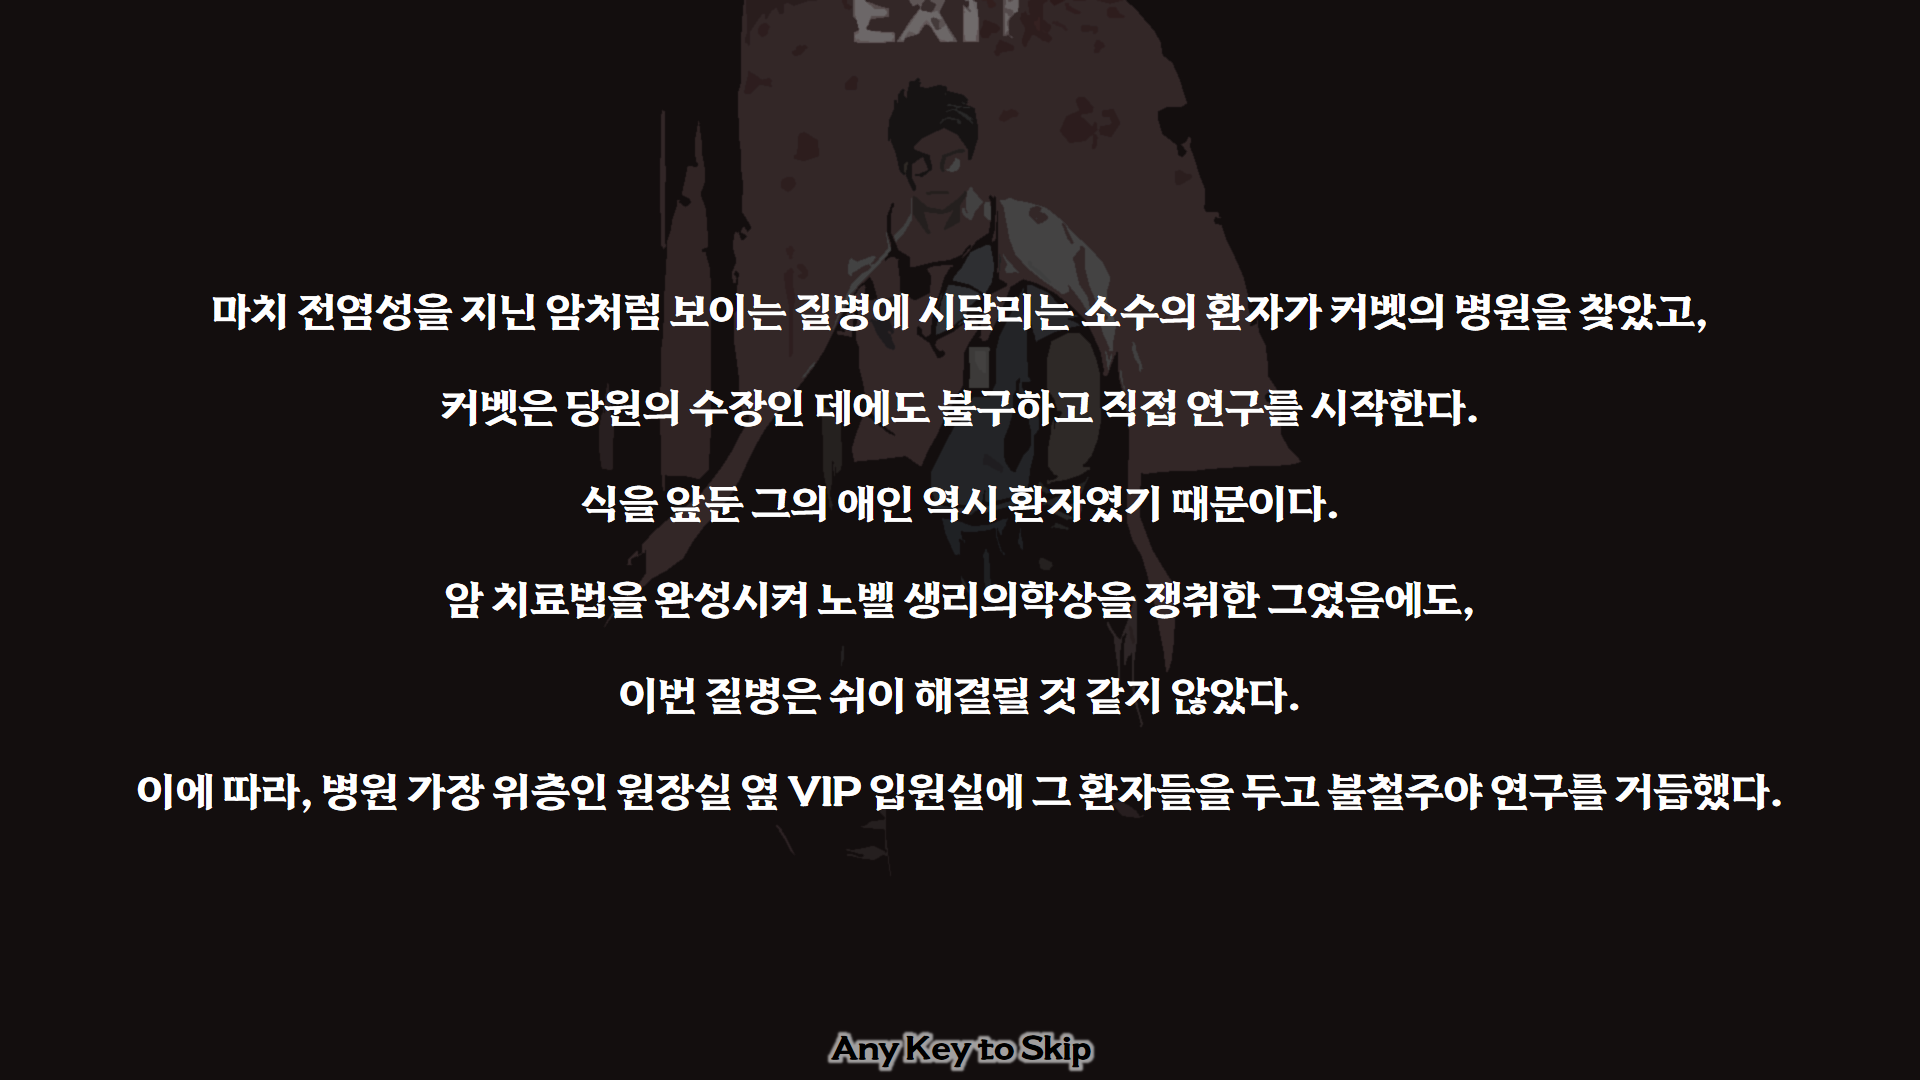 EXIT
마치 전염성을 지닌 암처럼 보이는 질병에 시달리는 소수의 환자가 커벳의 병원을 찾았고,
커벳은 당원의 수장인 데에도 불구하고 직접 연구를 시작한다.
식을 앞둔 그의 애인 역시 환자였기 때문이다.
암 치료법을 완성시켜 노벨 생리의학상을 쟁취한 그였음에도,
이번 질병은 쉬이 해결될 것 같지 않았다.
이에 따라, 병원 가장 위층인 원장실 옆 VIP 입원실에 그 환자들을 두고 불철주야 연구를 거듭했다.
Any Key to Skip